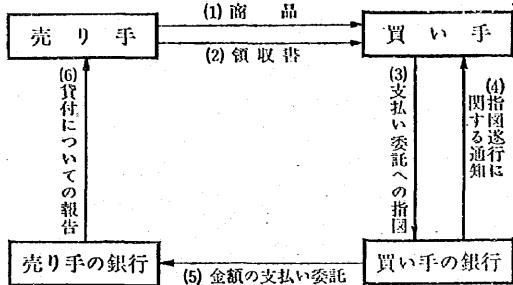 (1) 商品
売り手
買い手
(2) 領収書
(6) 貸付についての報告
(3) 支払い委託への指図
(4) 指図遂行に
関する通知
売り手の銀行
買い手の銀行
(5) 金額の支払い委託